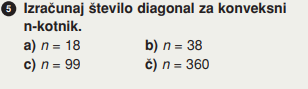 5 Izračunaj število diagonal za konveksni
n-kotnik.
a) n = 18 b) n = 38
c) n = 99 č) n = 360